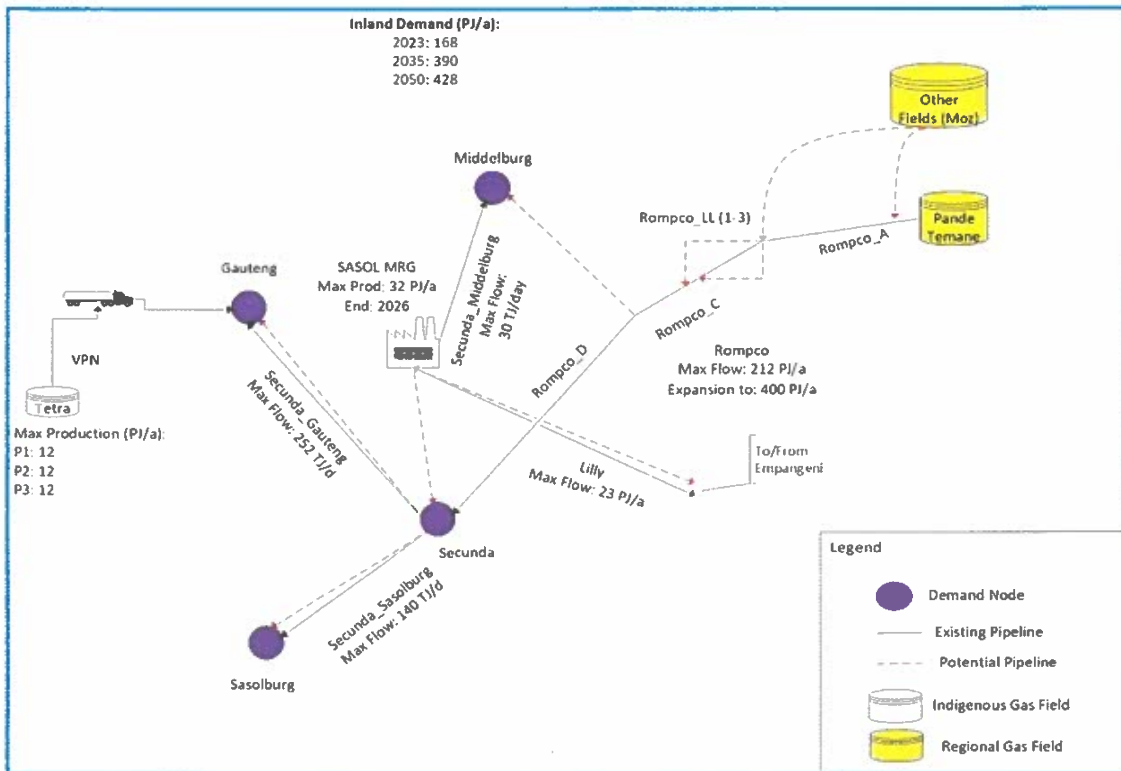 Inland Demand (PJ/a):
2023: 168
2035: 390
2050: 428
Other
Fields (Moz)
Middelburg
Rompco_LL (1-3)
Rompco_A
Pande
Temane
Gauteng
SASOL MRG
Max Prod: 32 PJ/a
End: 2026
Secunda_Middelburg
Max Flow:
30 TJ/day
Rompco_C
VPN
Rompco_D
Rompco
Max Flow: 212 PJ/a
Expansion to: 400 PJ/a
Tetra
Max Production (PJ/a):
P1: 12
P2: 12
P3: 12
Secunda_Gauteng
Max Flow: 252 TJ/d
Lilly
Max Flow: 23 PJ/a
To/From
Empangeni
Secunda
Secunda_Sasolburg
Max Flow: 140 TJ/d
Sasolburg
Legend
Demand Node
Existing Pipeline
Potential Pipeline
Indigenous Gas Field
Regional Gas Field